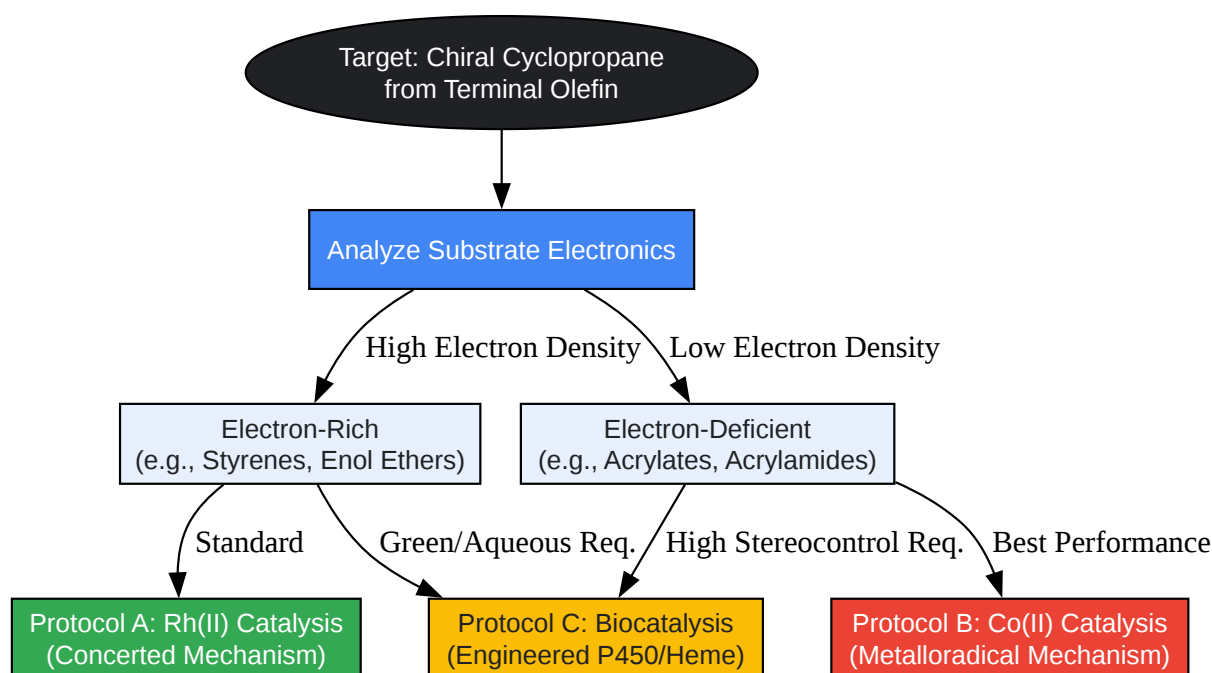 Target: Chiral Cyclopropane
from Terminal Olefin
Analyze Substrate Electronics
High Electron Density
Low Electron Density
Electron-Rich
(e.g., Styrenes, Enol Ethers)
Electron-Deficient
(e.g., Acrylates, Acrylamides)
Standard
Green/Aqueous Req.
High Stereocontrol Req.
Best Performance
Protocol A: Rh(II) Catalysis
(Concerted Mechanism)
Protocol C: Biocatalysis
(Engineered P450/Heme)
Protocol B: Co(II) Catalysis
(Metalloradical Mechanism)